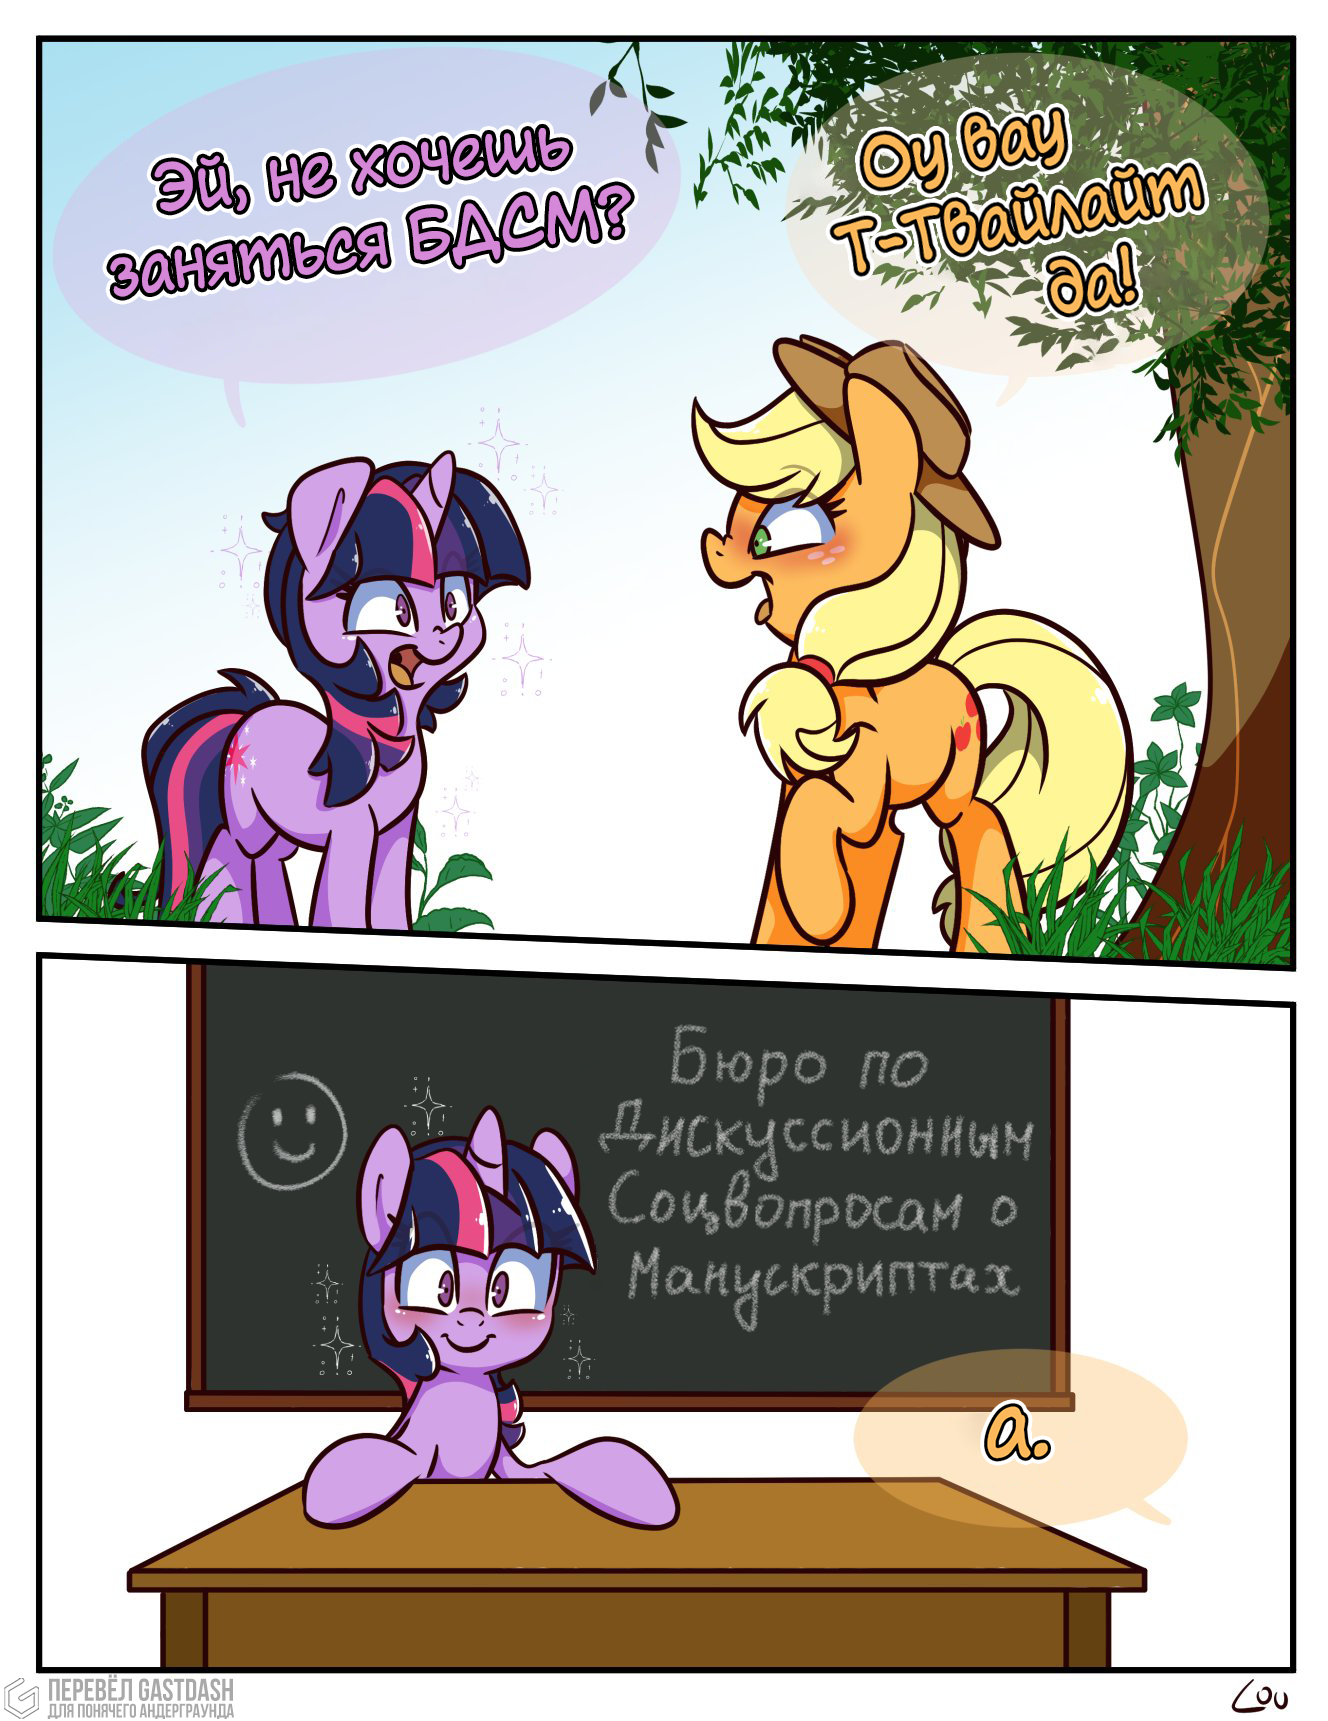 Эй, не хочешь
заняться БДСМ?
Оу вау
Т-Твайлайт
да!
Бюро по
Дискуссионным
Соцвопросам о
Манускриптах
а.
ПЕРЕВЁЛ GASTDASH
ДЛЯ ПОНЯЧЕГО АНДЕРГРАУНДА
Lou